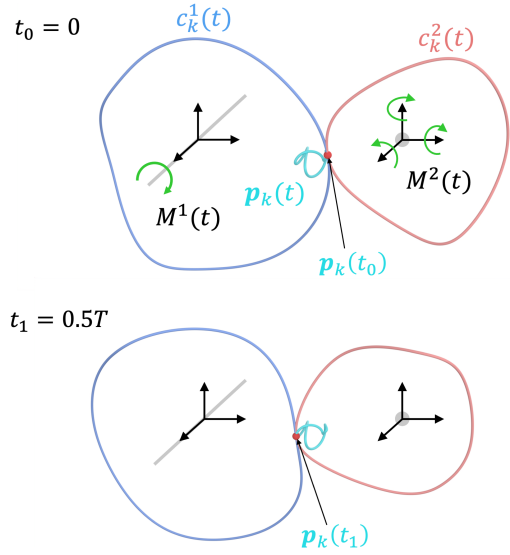 t₀ = 0
c¹ₖ(t)
c²ₖ(t)
M¹(t)
𝒑ₖ(t)
M²(t)
𝒑ₖ(t₀)
t₁ = 0.5T
𝒑ₖ(t₁)